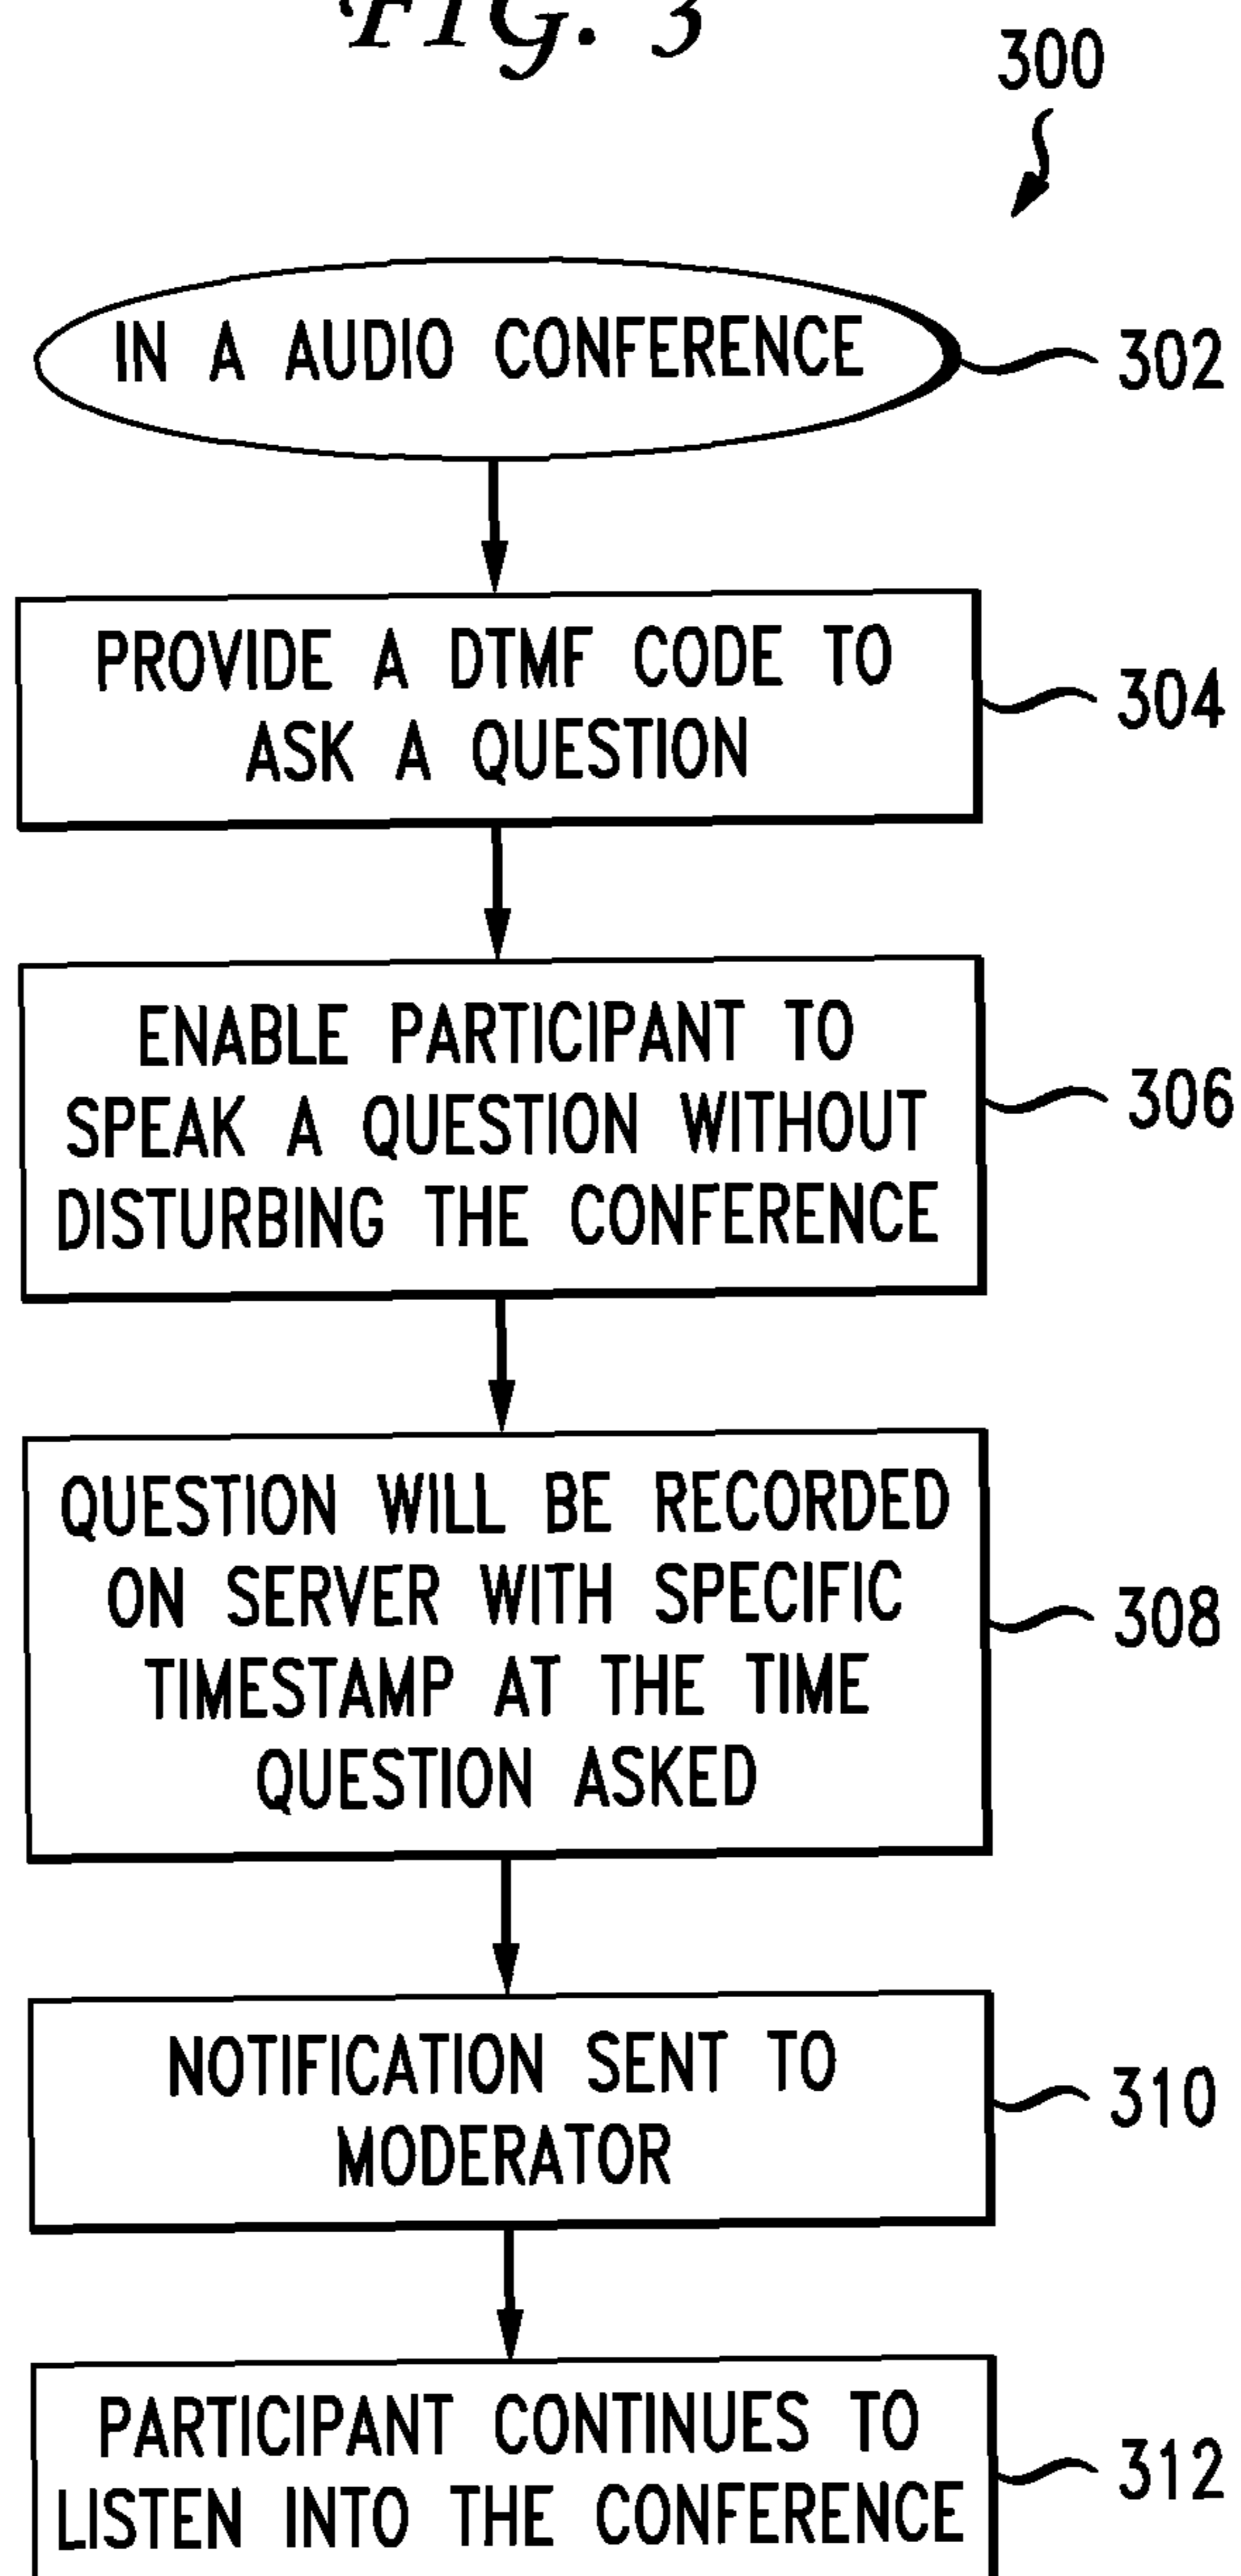 FIG. 3
300
IN A AUDIO CONFERENCE
302
PROVIDE A DTMF CODE TO
ASK A QUESTION
304
ENABLE PARTICIPANT TO
SPEAK A QUESTION WITHOUT
DISTURBING THE CONFERENCE
306
QUESTION WILL BE RECORDED
ON SERVER WITH SPECIFIC
TIMESTAMP AT THE TIME
QUESTION ASKED
308
NOTIFICATION SENT TO
MODERATOR
310
PARTICIPANT CONTINUES TO
LISTEN INTO THE CONFERENCE
312